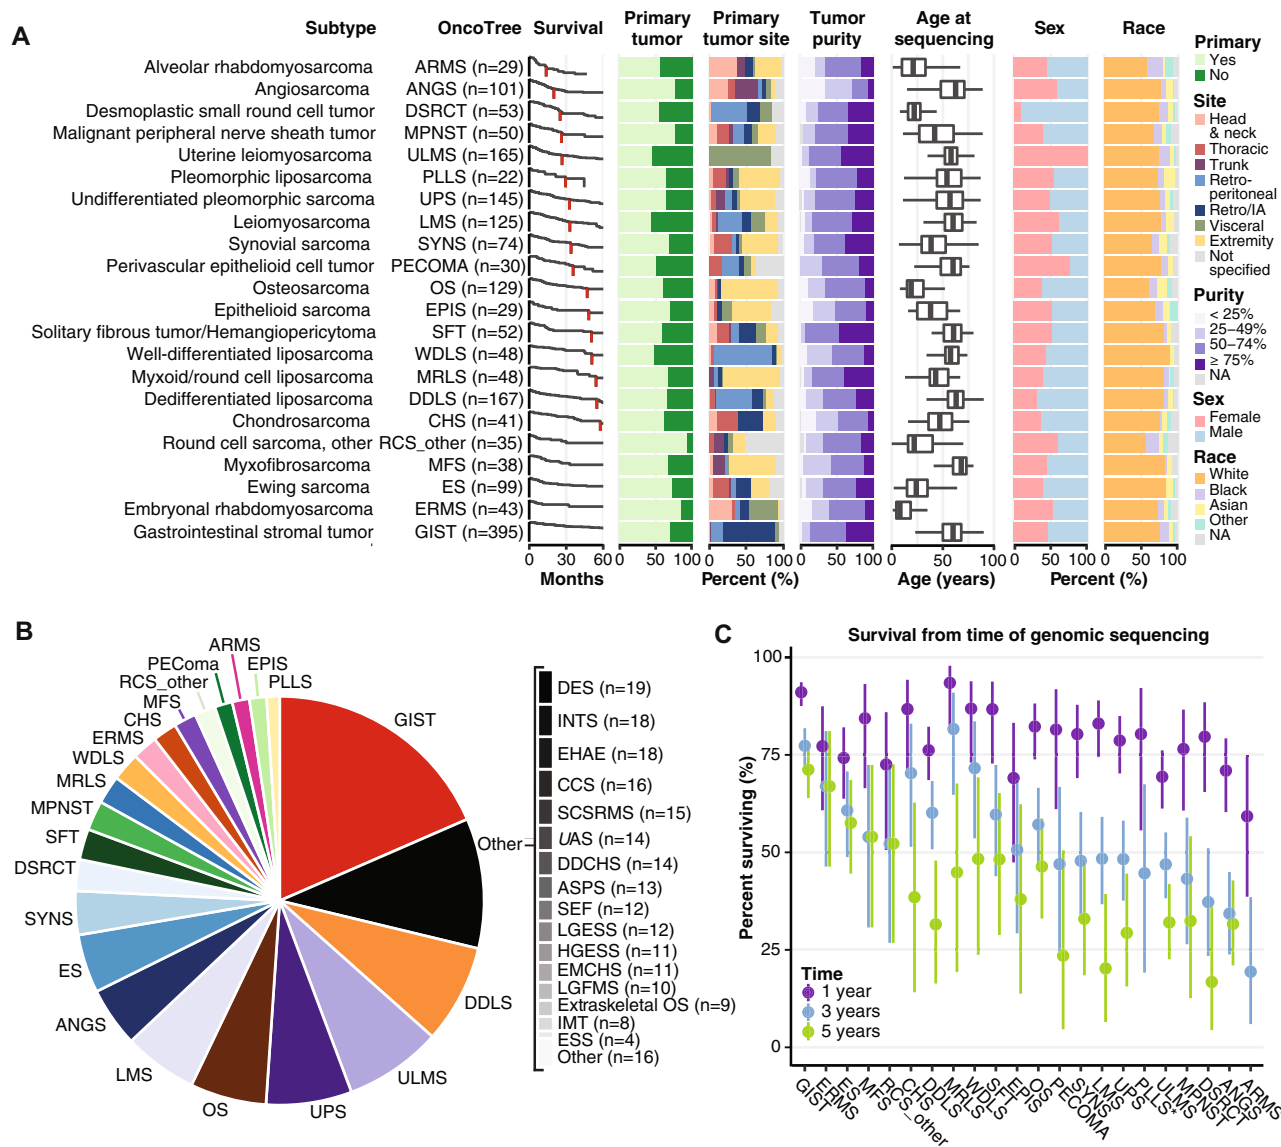 A
Subtype OncoTree Survival Primary tumor Primary tumor site Tumor purity Age at sequencing Sex Race
Alveolar rhabdomyosarcoma ARMS (n=29)
Angiosarcoma ANGS (n=101)
Desmoplastic small round cell tumor DSRCT (n=53)
Malignant peripheral nerve sheath tumor MPNST (n=50)
Uterine leiomyosarcoma ULMS (n=165)
Pleomorphic liposarcoma PLLS (n=22)
Undifferentiated pleomorphic sarcoma UPS (n=145)
Leiomyosarcoma LMS (n=125)
Synovial sarcoma SYNS (n=74)
Perivascular epithelioid cell tumor PECOMA (n=30)
Osteosarcoma OS (n=129)
Epithelioid sarcoma EPIS (n=29)
Solitary fibrous tumor/Hemangiopericytoma SFT (n=52)
Well-differentiated liposarcoma WDLS (n=48)
Myxoid/round cell liposarcoma MRLS (n=48)
Dedifferentiated liposarcoma DDLS (n=167)
Chondrosarcoma CHS (n=41)
Round cell sarcoma, other RCS_other (n=35)
Myxofibrosarcoma MFS (n=38)
Ewing sarcoma ES (n=99)
Embryonal rhabdomyosarcoma ERMS (n=43)
Gastrointestinal stromal tumor GIST (n=395)
0 30 60 0 50 100 0 50 100 0 50 100 0 50 100 0 50 100 0 50 100
Months Percent (%) Age (years) Percent (%)
Primary
Yes
No
Site
Head
& neck
Thoracic
Trunk
Retro-
peritoneal
Retro/IA
Visceral
Extremity
Not
specified
Purity
< 25%
25–49%
50–74%
≥ 75%
NA
Sex
Female
Male
Race
White
Black
Asian
Other
NA
B
ARMS
EPIS
PEComa
PLLS
RCS_other
MFS
CHS
ERMS
WDLS
MRLS
MPNST
SFT
DSRCT
SYNS
ES
ANGS
LMS
OS
UPS
ULMS
DDLS
Other
GIST
DES (n=19)
INTS (n=18)
EHAE (n=18)
CCS (n=16)
SCSRMS (n=15)
UAS (n=14)
DDCHS (n=14)
ASPS (n=13)
SEF (n=12)
LGESS (n=12)
HGESS (n=11)
EMCHS (n=11)
LGFMS (n=10)
Extraskeletal OS (n=9)
IMT (n=8)
ESS (n=4)
Other (n=16)
C
Survival from time of genomic sequencing
Percent surviving (%)
100
75
50
25
0
Time
1 year
3 years
5 years
GIST
ERMS
ES
MFS
RCS_other
CHS
DDLS
MRLS
WDLS
SFT
EPIS
OS
PECOMA
SYNS
LMS
UPS
PLLS*
ULMS
MPNST
DSRCT
ANGS
ARMS